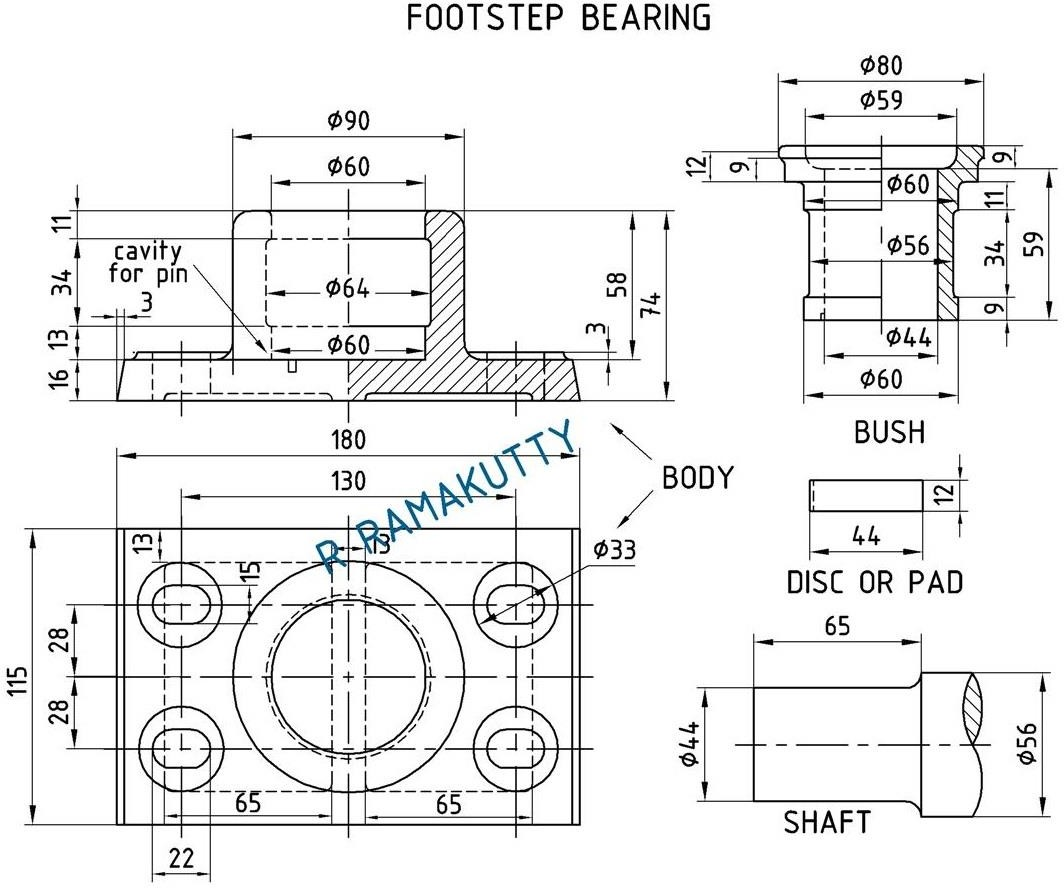 FOOTSTEP BEARING
Φ90
Φ60
11
34
13
16
cavity
for pin
3
Φ64
Φ60
58
74
3
180
130
BODY
R RAMAKUTTY
13
13
15
Φ33
28
28
115
65
65
22
Φ80
Φ59
12
9
9
Φ60
11
Φ56
34
59
9
Φ44
Φ60
BUSH
12
44
DISC OR PAD
65
Φ44
Φ56
SHAFT